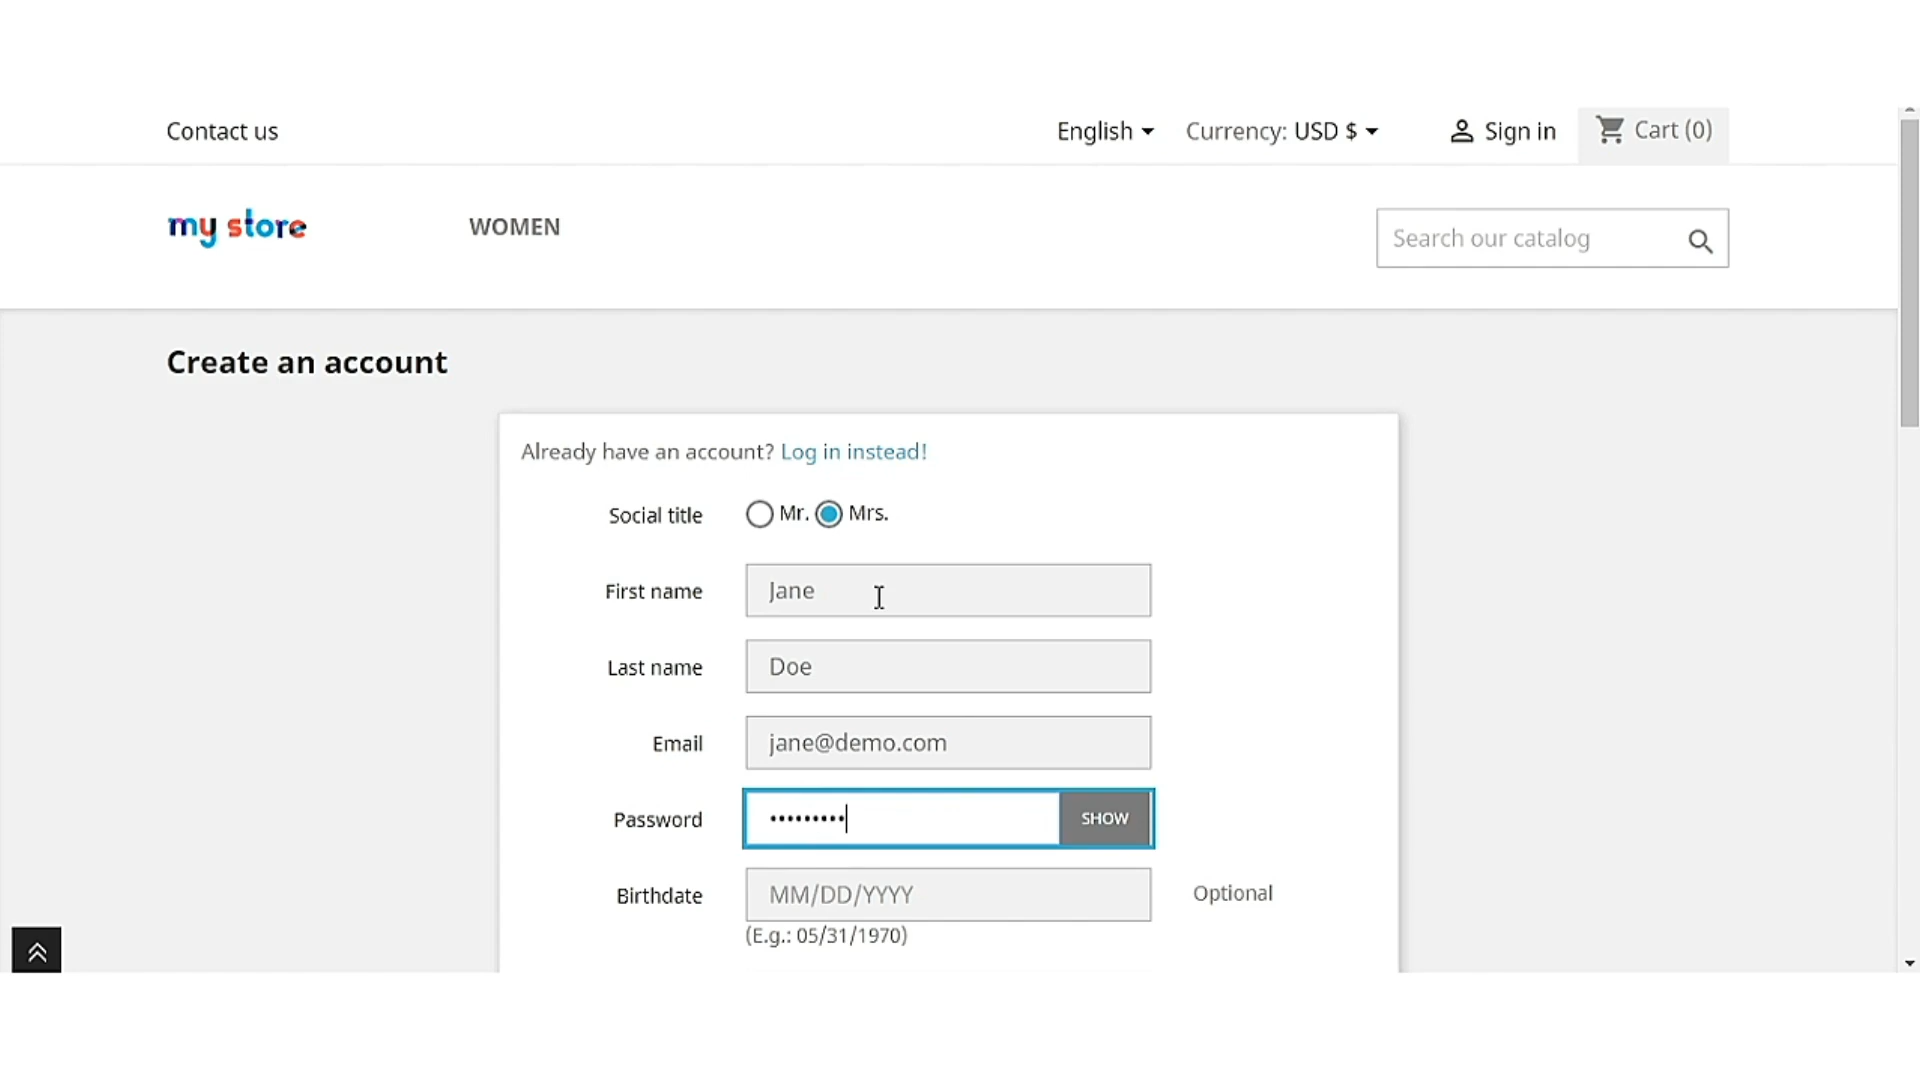 Contact us
English
Currency: USD $
Sign in
Cart (0)
my store
WOMEN
Search our catalog
Create an account
Already have an account? Log in instead!
Social title Mr. Mrs.
First name Jane
Last name Doe
Email jane@demo.com
Password ••••••••• SHOW
Birthdate MM/DD/YYYY Optional
(E.g.: 05/31/1970)